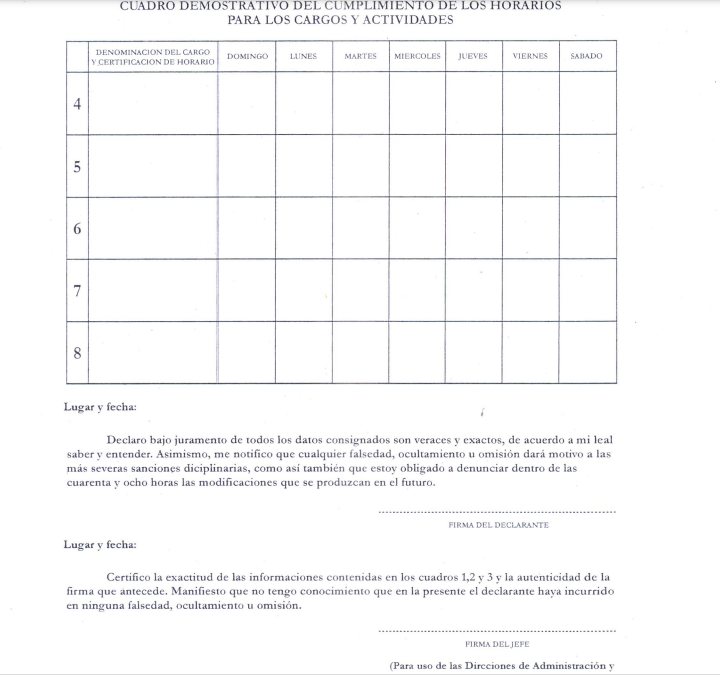 CUADRO DEMOSTRATIVO DEL CUMPLIMIENTO DE LOS HORARIOS
PARA LOS CARGOS Y ACTIVIDADES
DENOMINACION DEL CARGO
Y CERTIFICACION DE HORARIO
DOMINGO LUNES MARTES MIERCOLES JUEVES VIERNES SABADO
4
5
6
7
8
Lugar y fecha:
Declaro bajo juramento de todos los datos consignados son veraces y exactos, de acuerdo a mi leal
saber y entender. Asimismo, me notifico que cualquier falsedad, ocultamiento u omisión dará motivo a las
más severas sanciones diciplinarias, como así también que estoy obligado a denunciar dentro de las
cuarenta y ocho horas las modificaciones que se produzcan en el futuro.
FIRMA DEL DECLARANTE
Lugar y fecha:
Certifico la exactitud de las informaciones contenidas en los cuadros 1,2 y 3 y la autenticidad de la
firma que antecede. Manifiesto que no tengo conocimiento que en la presente el declarante haya incurrido
en ninguna falsedad, ocultamiento u omisión.
FIRMA DEL JEFE
(Para uso de las Direcciones de Administración y